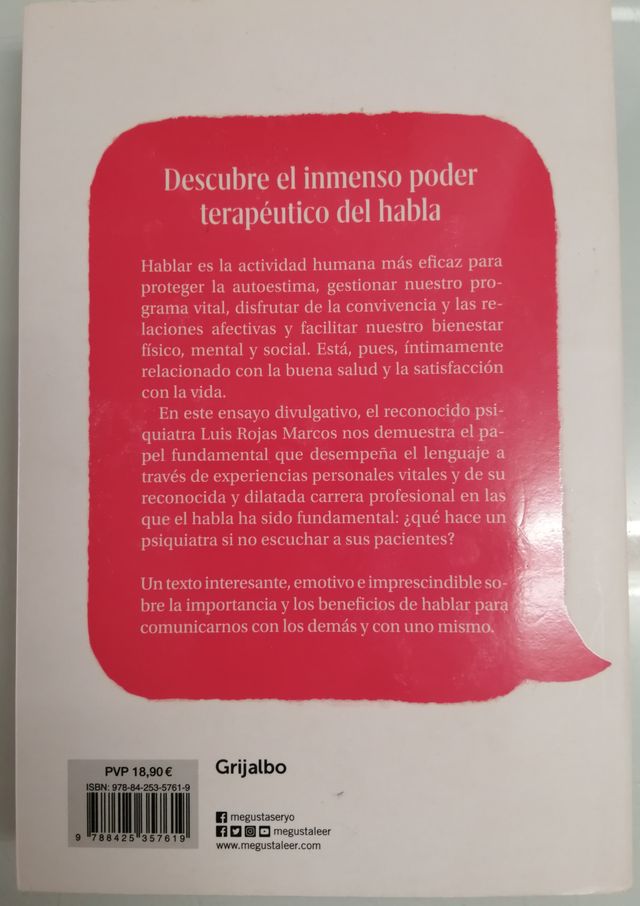 Descubre el inmenso poder
terapéutico del habla
Hablar es la actividad humana más eficaz para
proteger la autoestima, gestionar nuestro pro-
grama vital, disfrutar de la convivencia y las re-
laciones afectivas y facilitar nuestro bienestar
físico, mental y social. Está, pues, íntimamente
relacionado con la buena salud y la satisfacción
con la vida.
En este ensayo divulgativo, el reconocido psi-
quiatra Luis Rojas Marcos nos demuestra el pa-
pel fundamental que desempeña el lenguaje a
través de experiencias personales vitales y de su
reconocida y dilatada carrera profesional en las
que el habla ha sido fundamental: ¿qué hace un
psiquiatra si no escuchar a sus pacientes?
Un texto interesante, emotivo e imprescindible so-
bre la importancia y los beneficios de hablar para
comunicarnos con los demás y con uno mismo.
PVP 18,90 €
ISBN: 978-84-253-5761-9
9 788425 357619
Grijalbo
megustaseryo
megustaleer
www.megustaleer.com